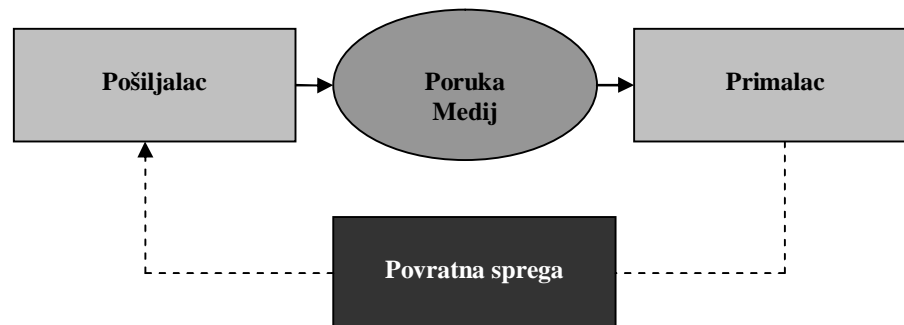 Pošiljalac
Poruka
Medij
Primalac
Povratna sprega